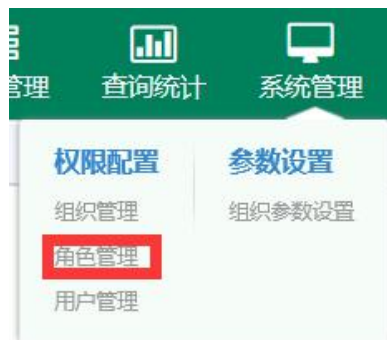 管理 查询统计 系统管理
权限配置 参数设置
组织管理 组织参数设置
角色管理
用户管理